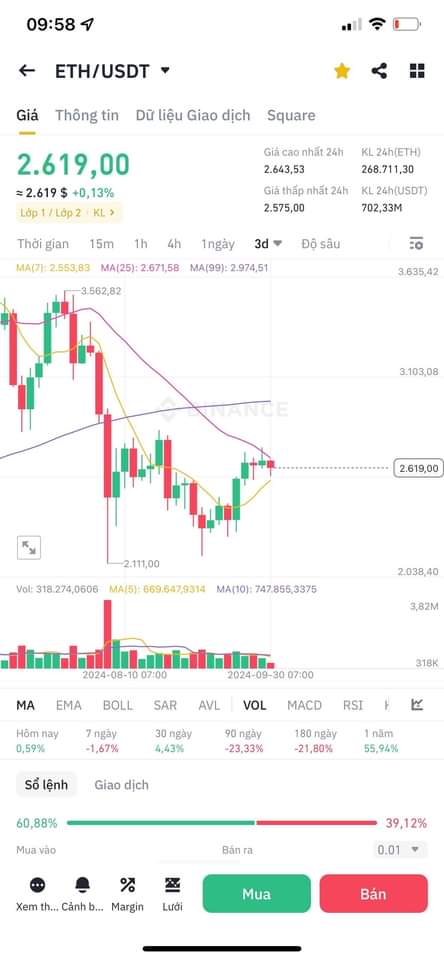 09:58
ETH/USDT
Giá Thông tin Dữ liệu Giao dịch Square
2.619,00
≈ 2.619 $ +0,13%
Lớp 1 / Lớp 2 · KL >
Giá cao nhất 24h KL 24h(ETH)
2.643,53 268.711,30
Giá thấp nhất 24h KL 24h(USDT)
2.575,00 702,33M
Thời gian 15m 1h 4h 1ngày 3d Độ sâu
MA(7): 2.553,83 MA(25): 2.671,58 MA(99): 2.974,51
3.635,42
3.562,82
3.103,08
BINANCE
2.619,00
2.111,00
2.038,40
Vol: 318.274,0606 MA(5): 669.647,9314 MA(10): 747.855,3375
3,82M
318K
2024-08-10 07:00 2024-09-30 07:00
MA EMA BOLL SAR AVL VOL MACD RSI
Hôm nay 7 ngày 30 ngày 90 ngày 180 ngày 1 năm
0,59% -1,67% 4,43% -23,33% -21,80% 55,94%
Sổ lệnh Giao dịch
60,88% 39,12%
Mua vào Bán ra 0.01
Xem th... Cảnh b... Margin Lưới Mua Bán